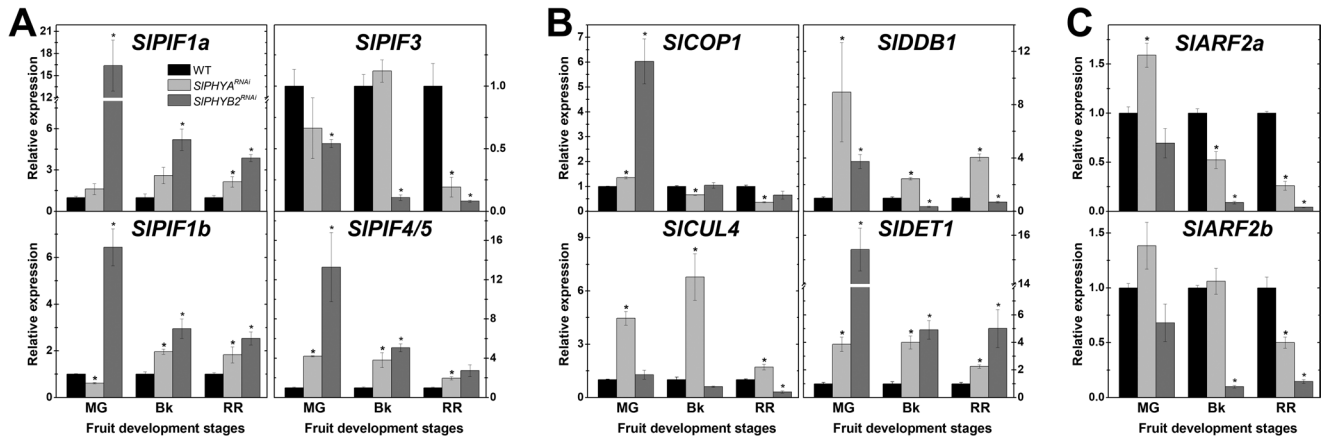 A
B
C
SlPIF1a
SlPIF3
SlCOP1
SlDDB1
SlARF2a
WT
SlPHYA^RNAi
SlPHYB2^RNAi
Relative expression
21
18
15
12
6
3
0
1.0
0.5
0.0
Relative expression
7
6
5
4
3
2
1
0
12
8
4
0
Relative expression
1.5
1.0
0.5
0.0
* * * * * * * *
* * * * * * * * * *
* * * * * *
SlPIF1b
SlPIF4/5
SlCUL4
SlDET1
SlARF2b
Relative expression
6
4
2
0
16
12
8
4
0
Relative expression
9
6
3
0
16
14
6
4
2
0
Relative expression
1.5
1.0
0.5
0.0
MG Bk RR MG Bk RR MG Bk RR MG Bk RR MG Bk RR
Fruit development stages
Fruit development stages
Fruit development stages
Fruit development stages
Fruit development stages